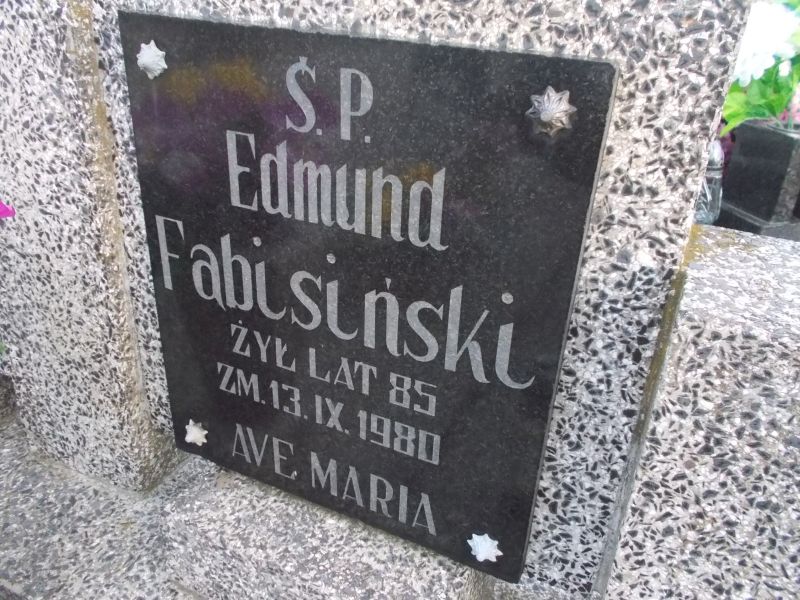 Ś. P.
Edmund
Fabisiński
ŻYŁ LAT 85
ZM. 13. IX. 1980
AVE MARIA